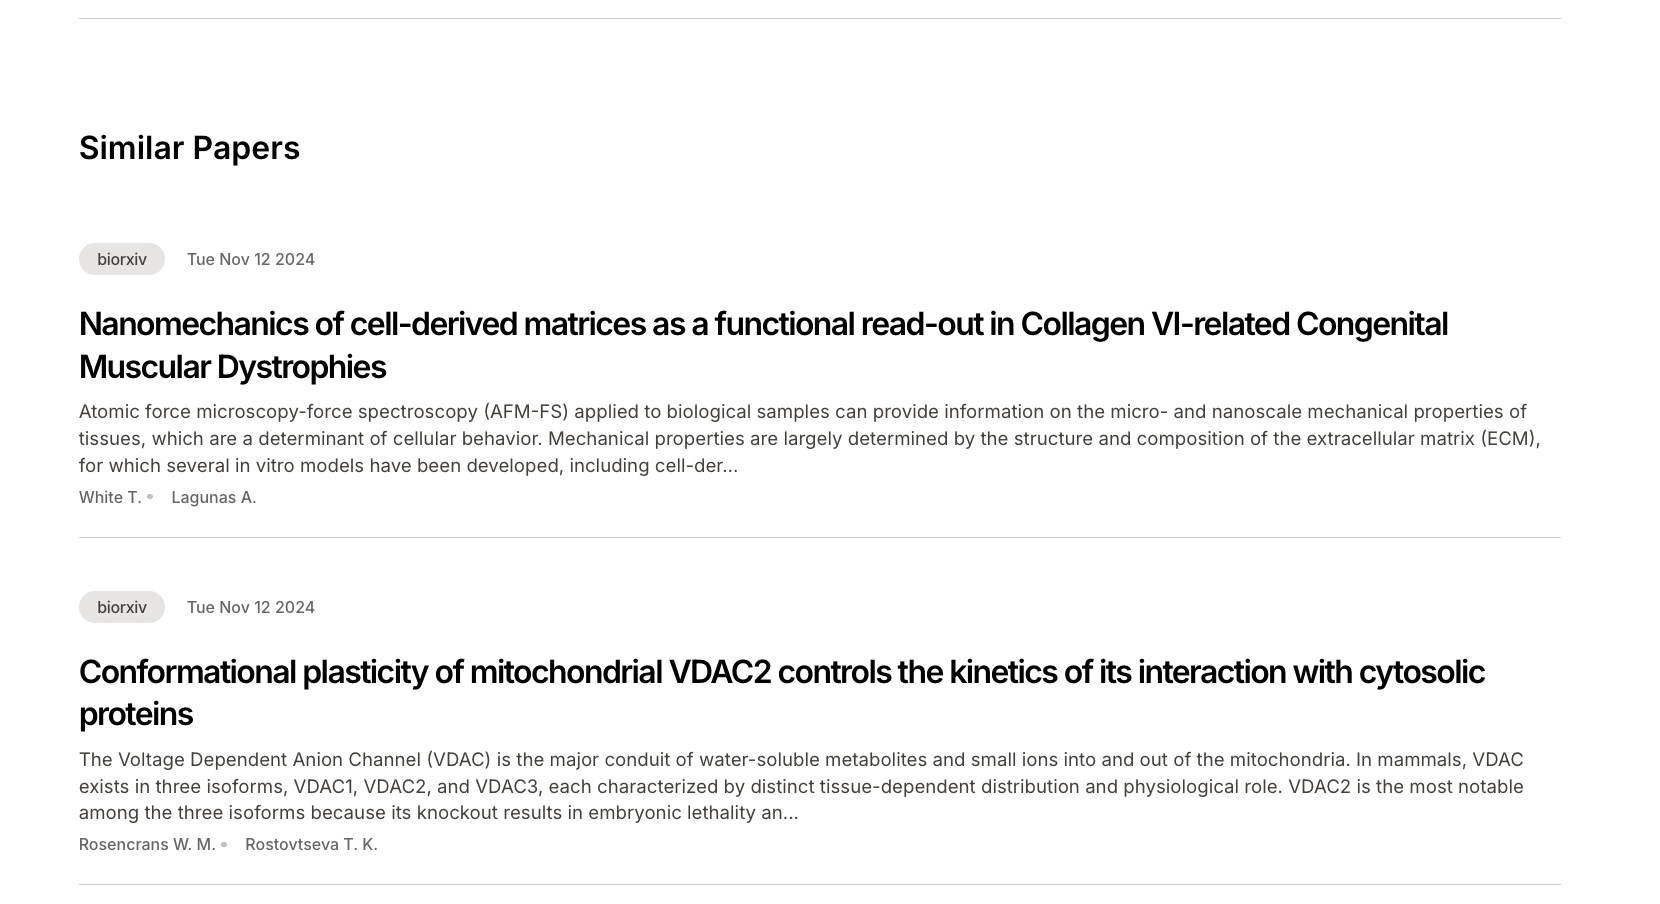 Similar Papers
biorxiv Tue Nov 12 2024
Nanomechanics of cell-derived matrices as a functional read-out in Collagen VI-related Congenital
Muscular Dystrophies
Atomic force microscopy-force spectroscopy (AFM-FS) applied to biological samples can provide information on the micro- and nanoscale mechanical properties of
tissues, which are a determinant of cellular behavior. Mechanical properties are largely determined by the structure and composition of the extracellular matrix (ECM),
for which several in vitro models have been developed, including cell-der...
White T. • Lagunas A.
biorxiv Tue Nov 12 2024
Conformational plasticity of mitochondrial VDAC2 controls the kinetics of its interaction with cytosolic
proteins
The Voltage Dependent Anion Channel (VDAC) is the major conduit of water-soluble metabolites and small ions into and out of the mitochondria. In mammals, VDAC
exists in three isoforms, VDAC1, VDAC2, and VDAC3, each characterized by distinct tissue-dependent distribution and physiological role. VDAC2 is the most notable
among the three isoforms because its knockout results in embryonic lethality an...
Rosencrans W. M. • Rostovtseva T. K.